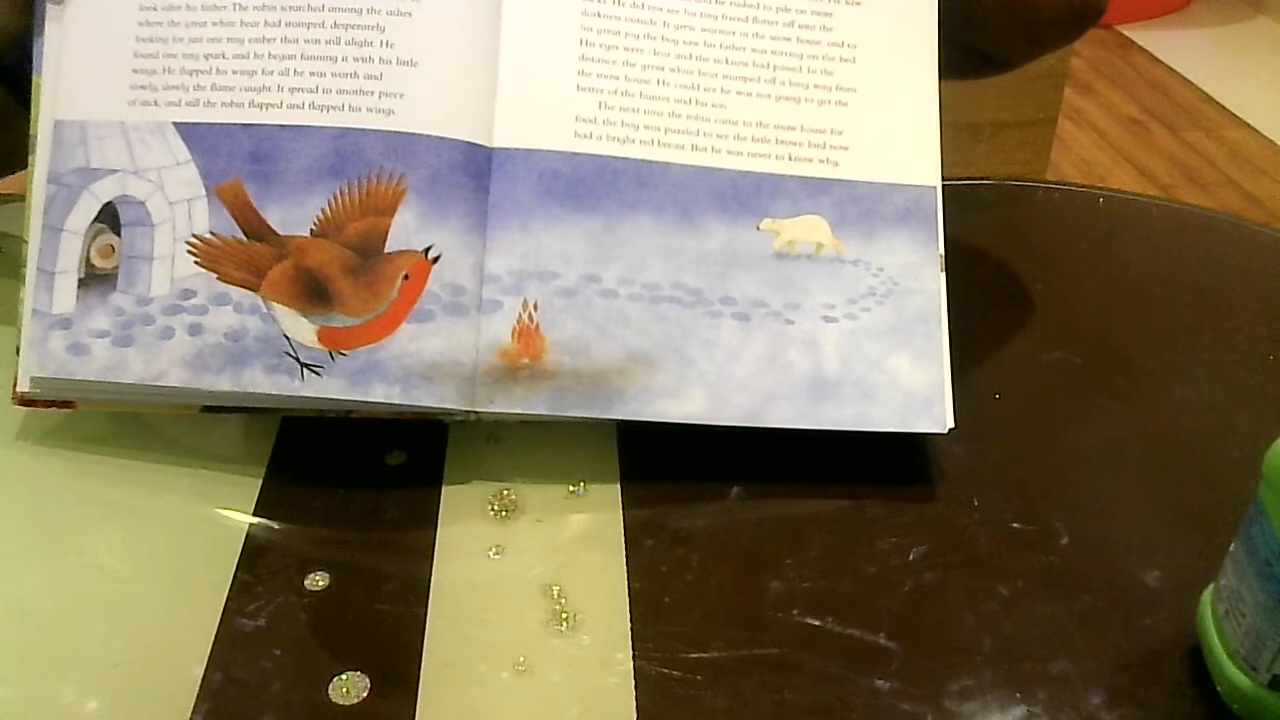 look after his father. The robin scratched among the ashes
where the great white bear had stomped, desperately
looking for just one tiny ember that was still alight. He
found one tiny spark, and he began fanning it with his little
wings. He flapped his wings for all he was worth and
slowly, slowly the flame caught. It spread to another piece
of stick, and still the robin flapped and flapped his wings.
and he rushed to pile on more
He did not see his tiny friend flutter off into the
darkness outside. It grew warmer in the snow house, and to
his great joy the boy saw his father was sitting on the bed.
His eyes were clear and the sickness had passed. In the
distance, the great white bear stamped off a long way from
the snow house. He could see he was not going to get the
better of the hunter and his son.
The next time the robin came to the snow house for
food, the boy was puzzled to see the little brown bird now
had a bright red breast. But he was never to know why.